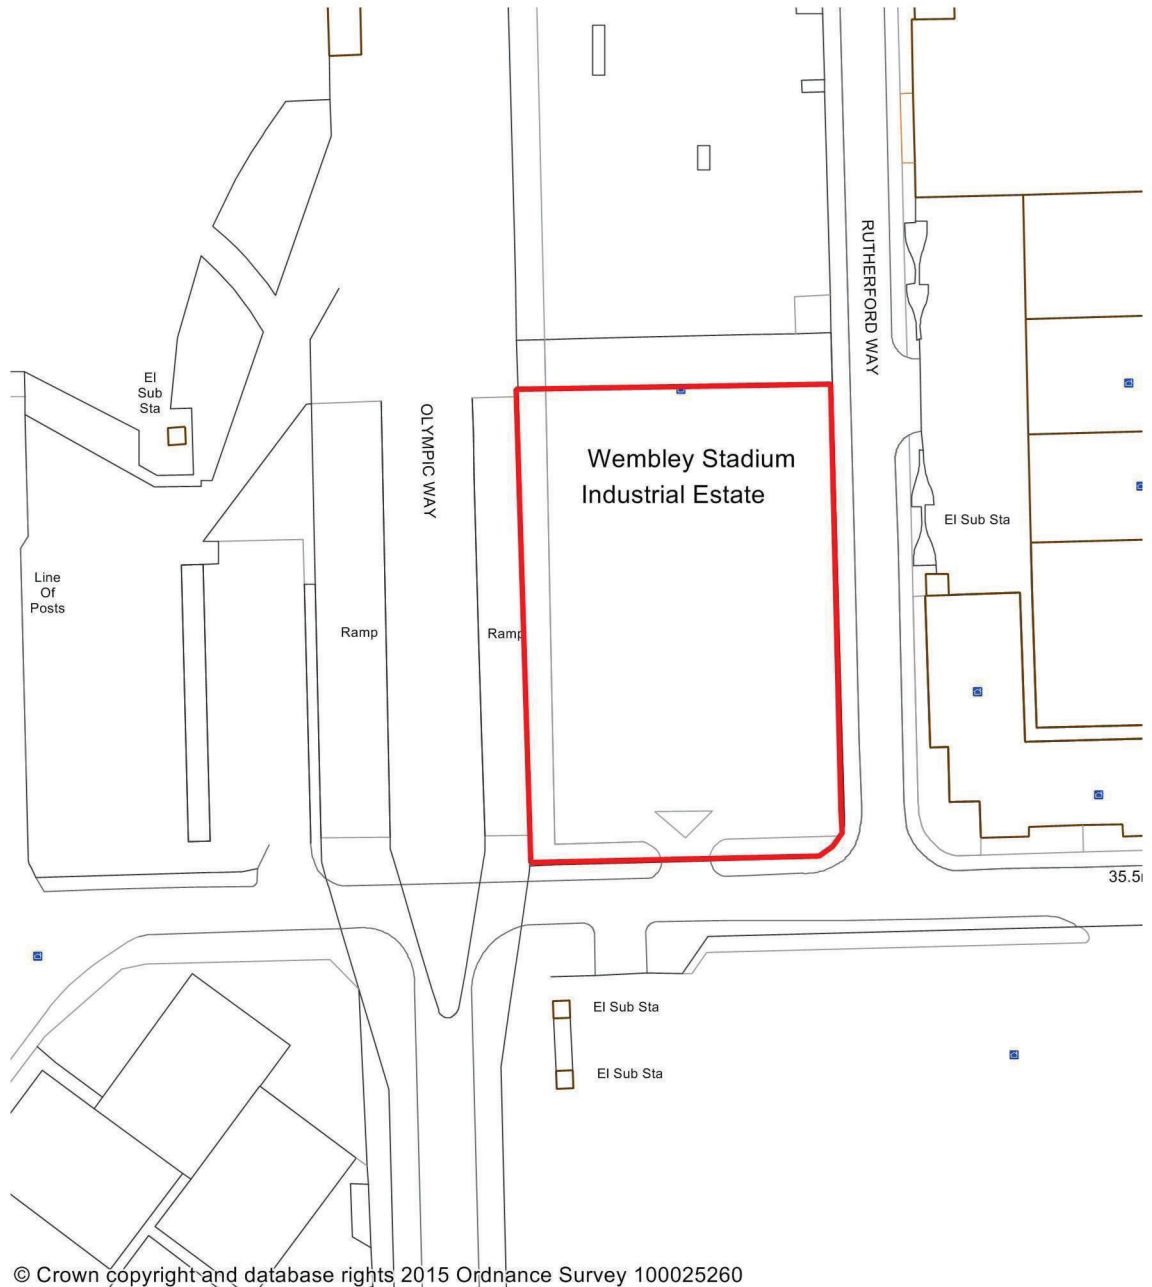 RUTHERFORD WAY
El
Sub
Sta
OLYMPIC WAY
Wembley Stadium
Industrial Estate
El Sub Sta
Line
Of
Posts
Ramp
Ramp
35.5
El Sub Sta
El Sub Sta
© Crown copyright and database rights 2015 Ordnance Survey 100025260